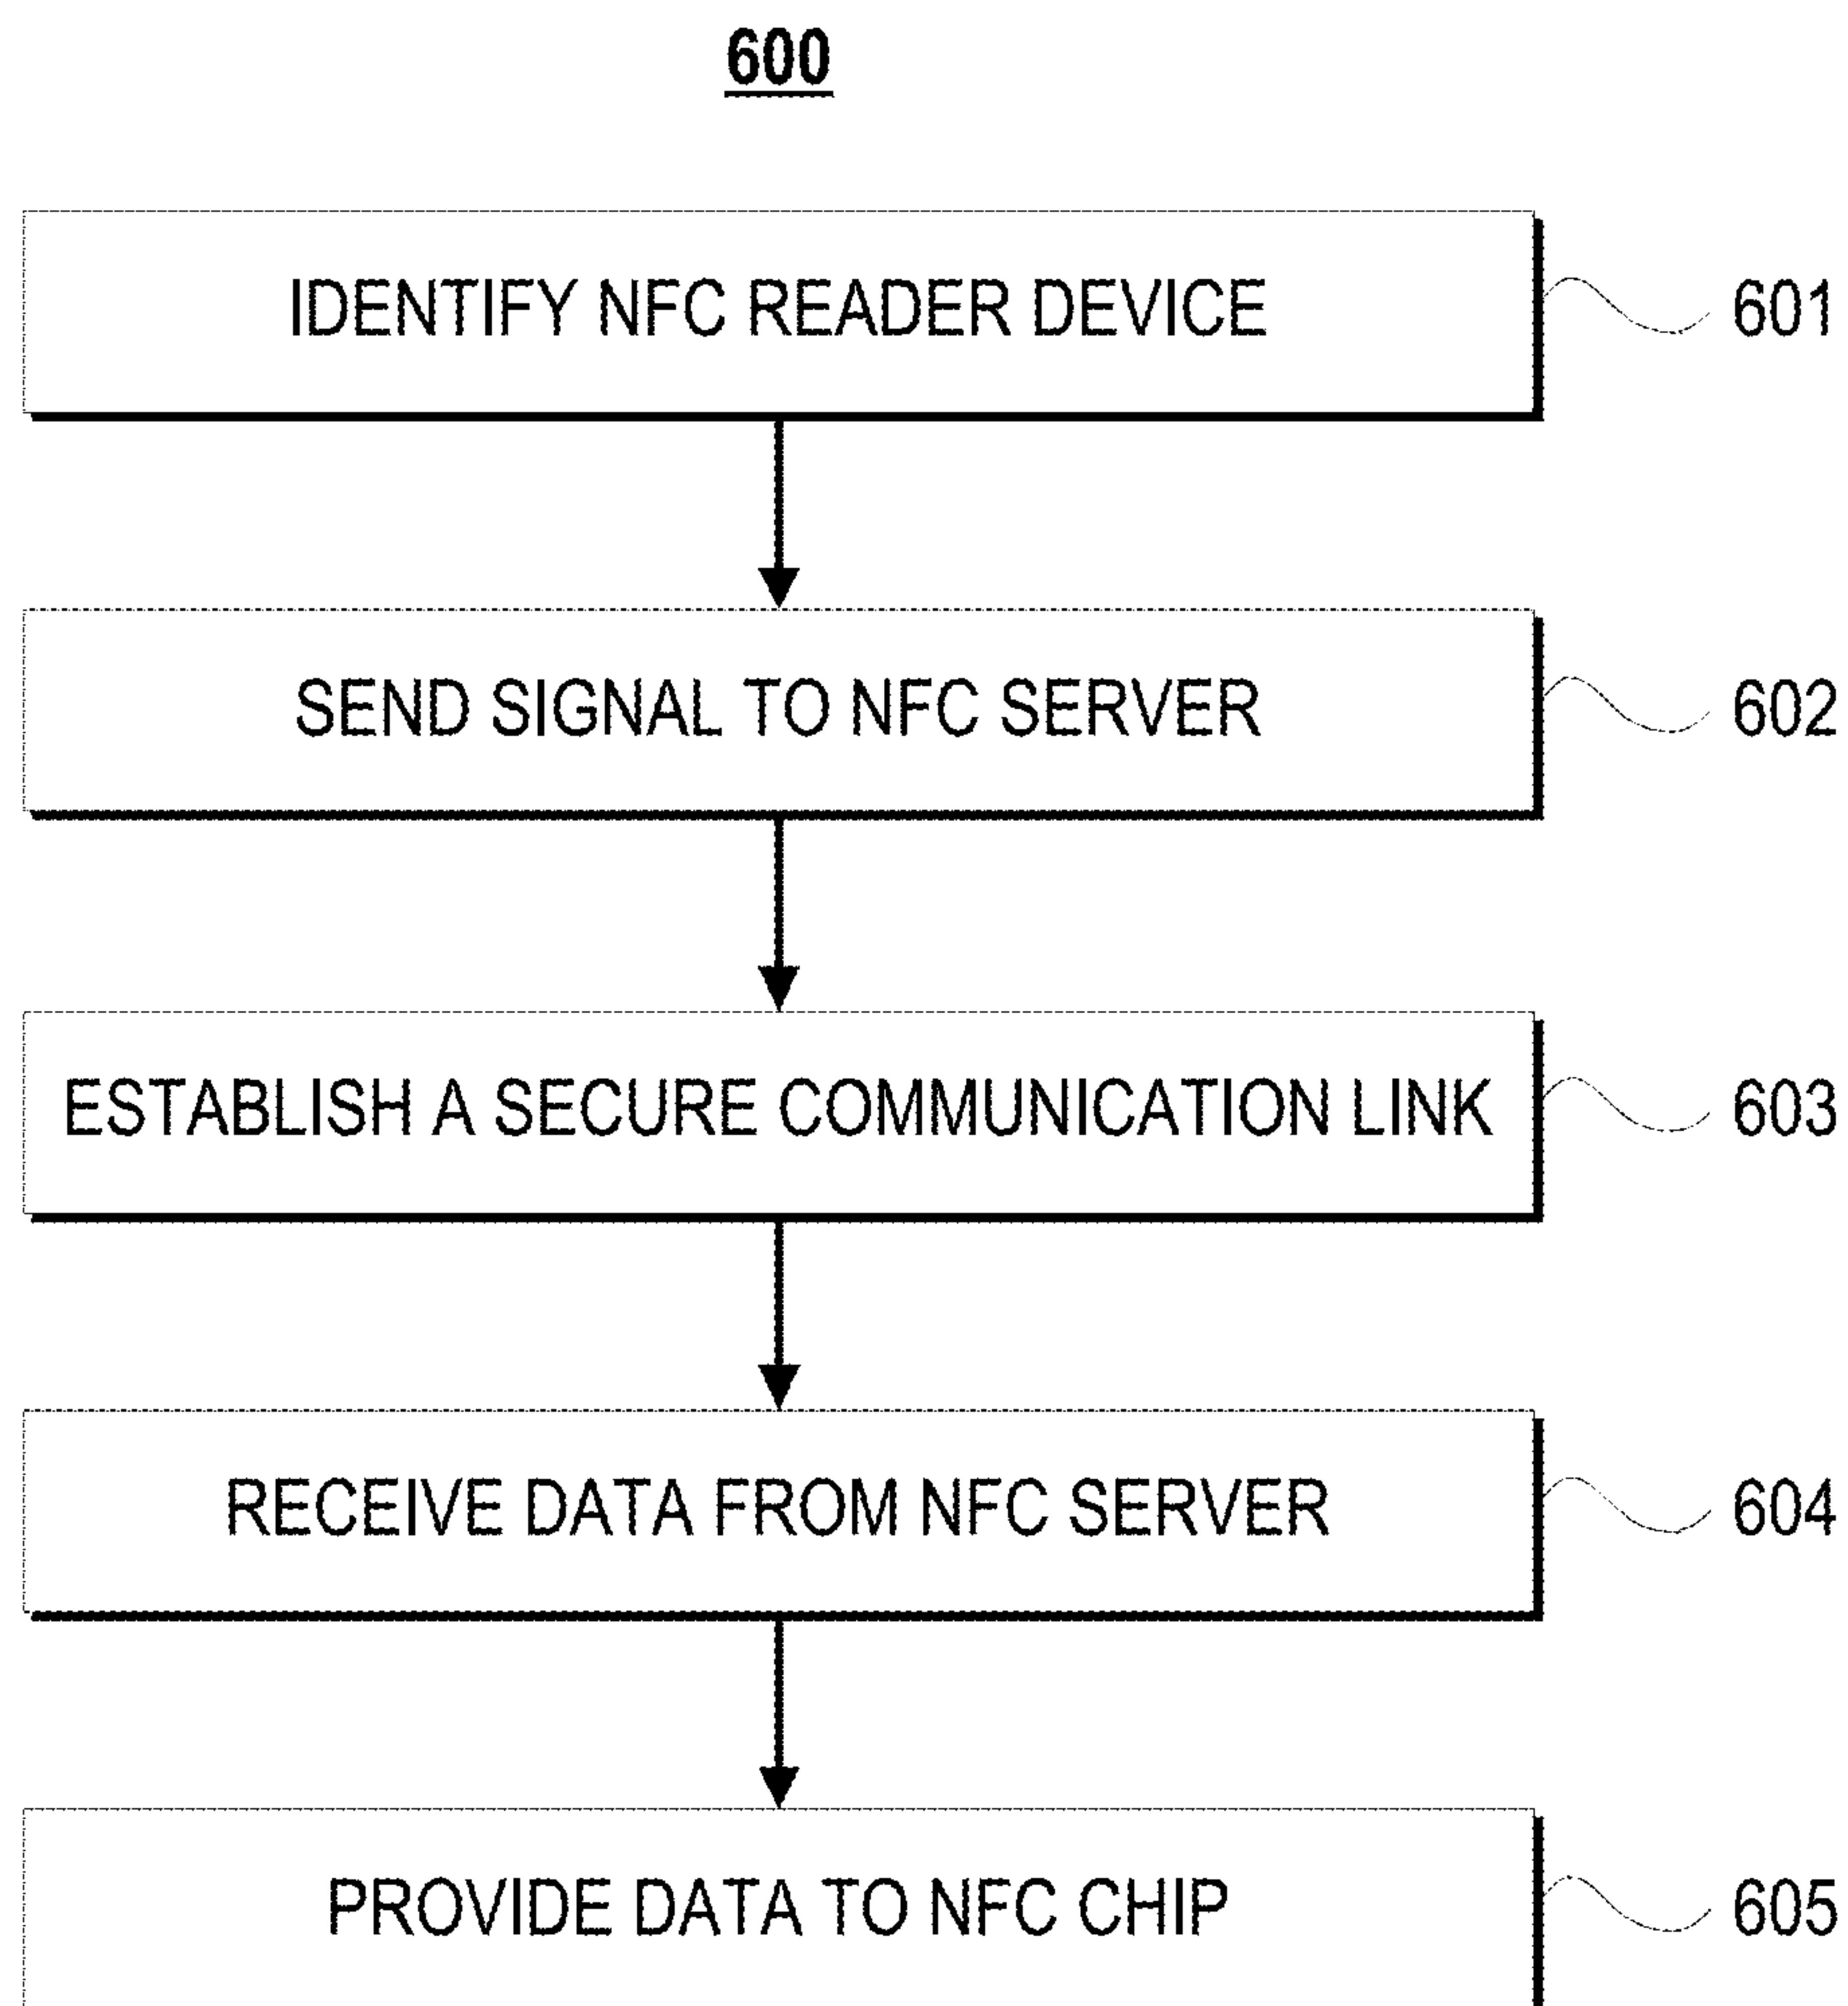 600
IDENTIFY NFC READER DEVICE
601
SEND SIGNAL TO NFC SERVER
602
ESTABLISH A SECURE COMMUNICATION LINK
603
RECEIVE DATA FROM NFC SERVER
604
PROVIDE DATA TO NFC CHIP
605